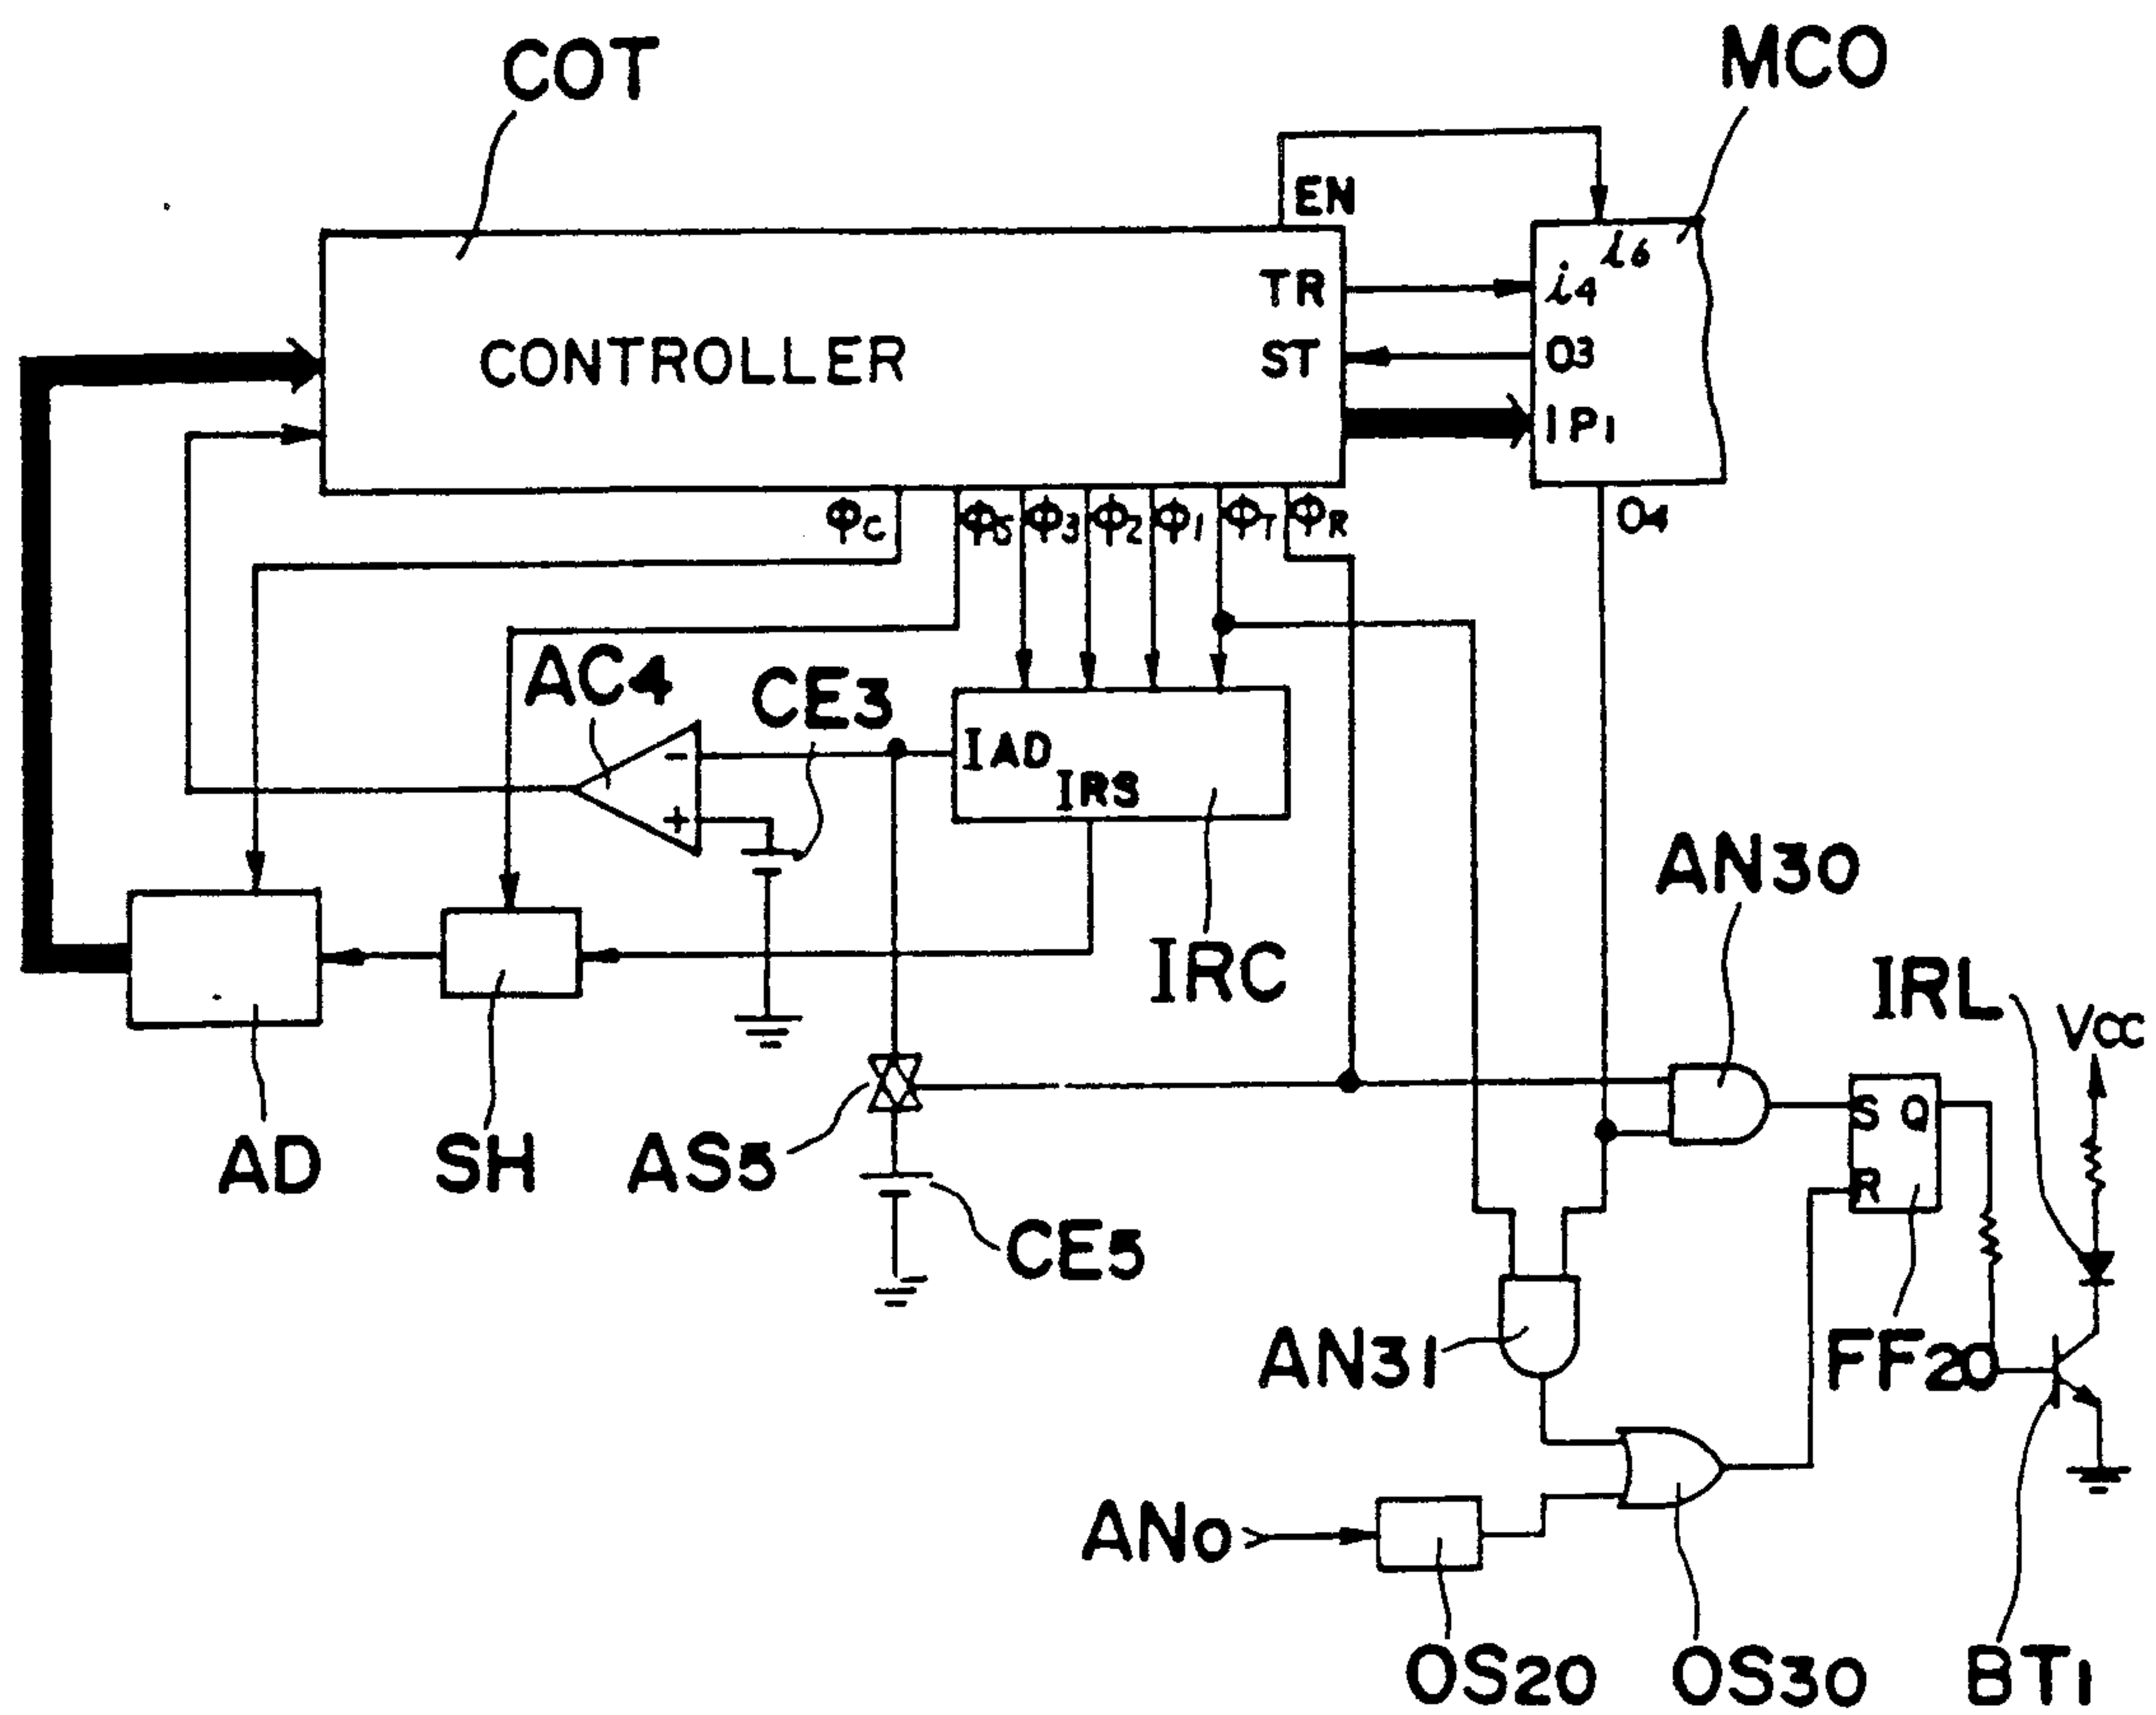 COT
MCO
EN
i6
TR
i4
CONTROLLER
ST
O3
IP1
ΦC
ΦS
Φ3
Φ2
Φ1
ΦT
ΦR
O4
AC4
CE3
IAD
-
IRS
+
AN30
IRC
IRL
VCC
S Q
AD
SH
AS5
R
CE5
AN31
FF20
ANO
OS20
OS30
BT1